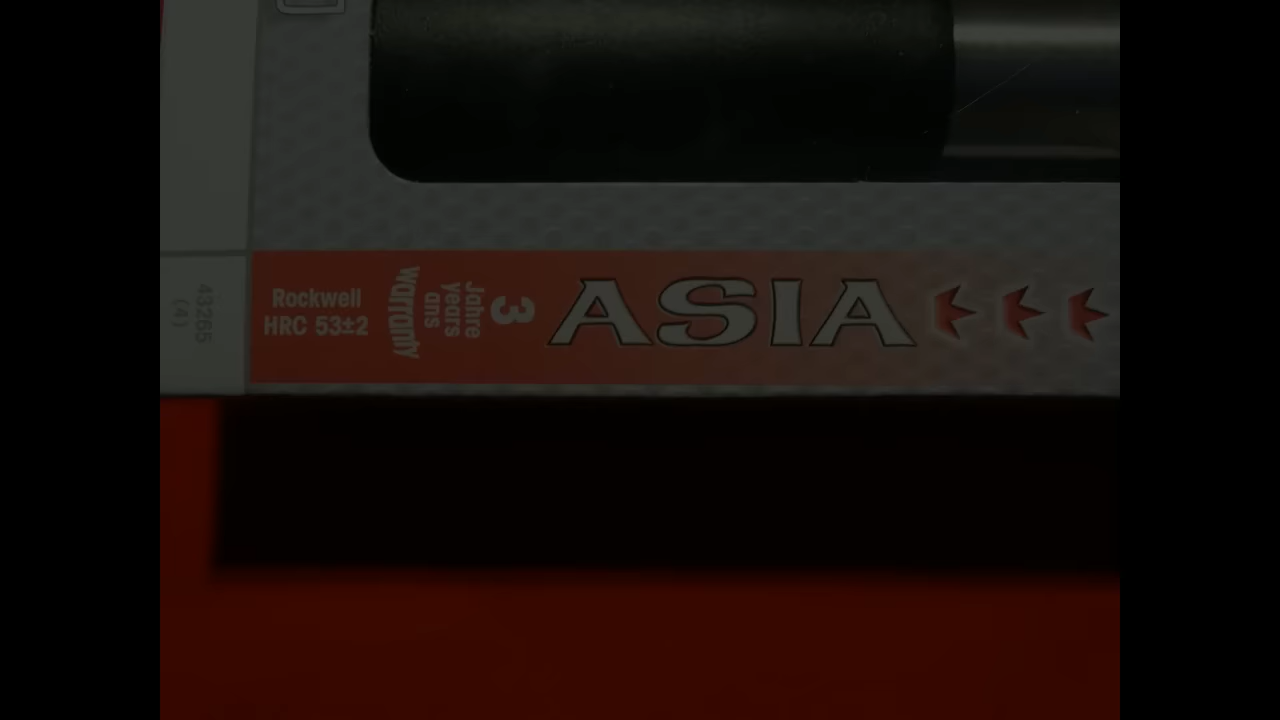 43265
(4)
Rockwell
HRC 53±2
warranty
3
Jahre
years
ans
ASIA